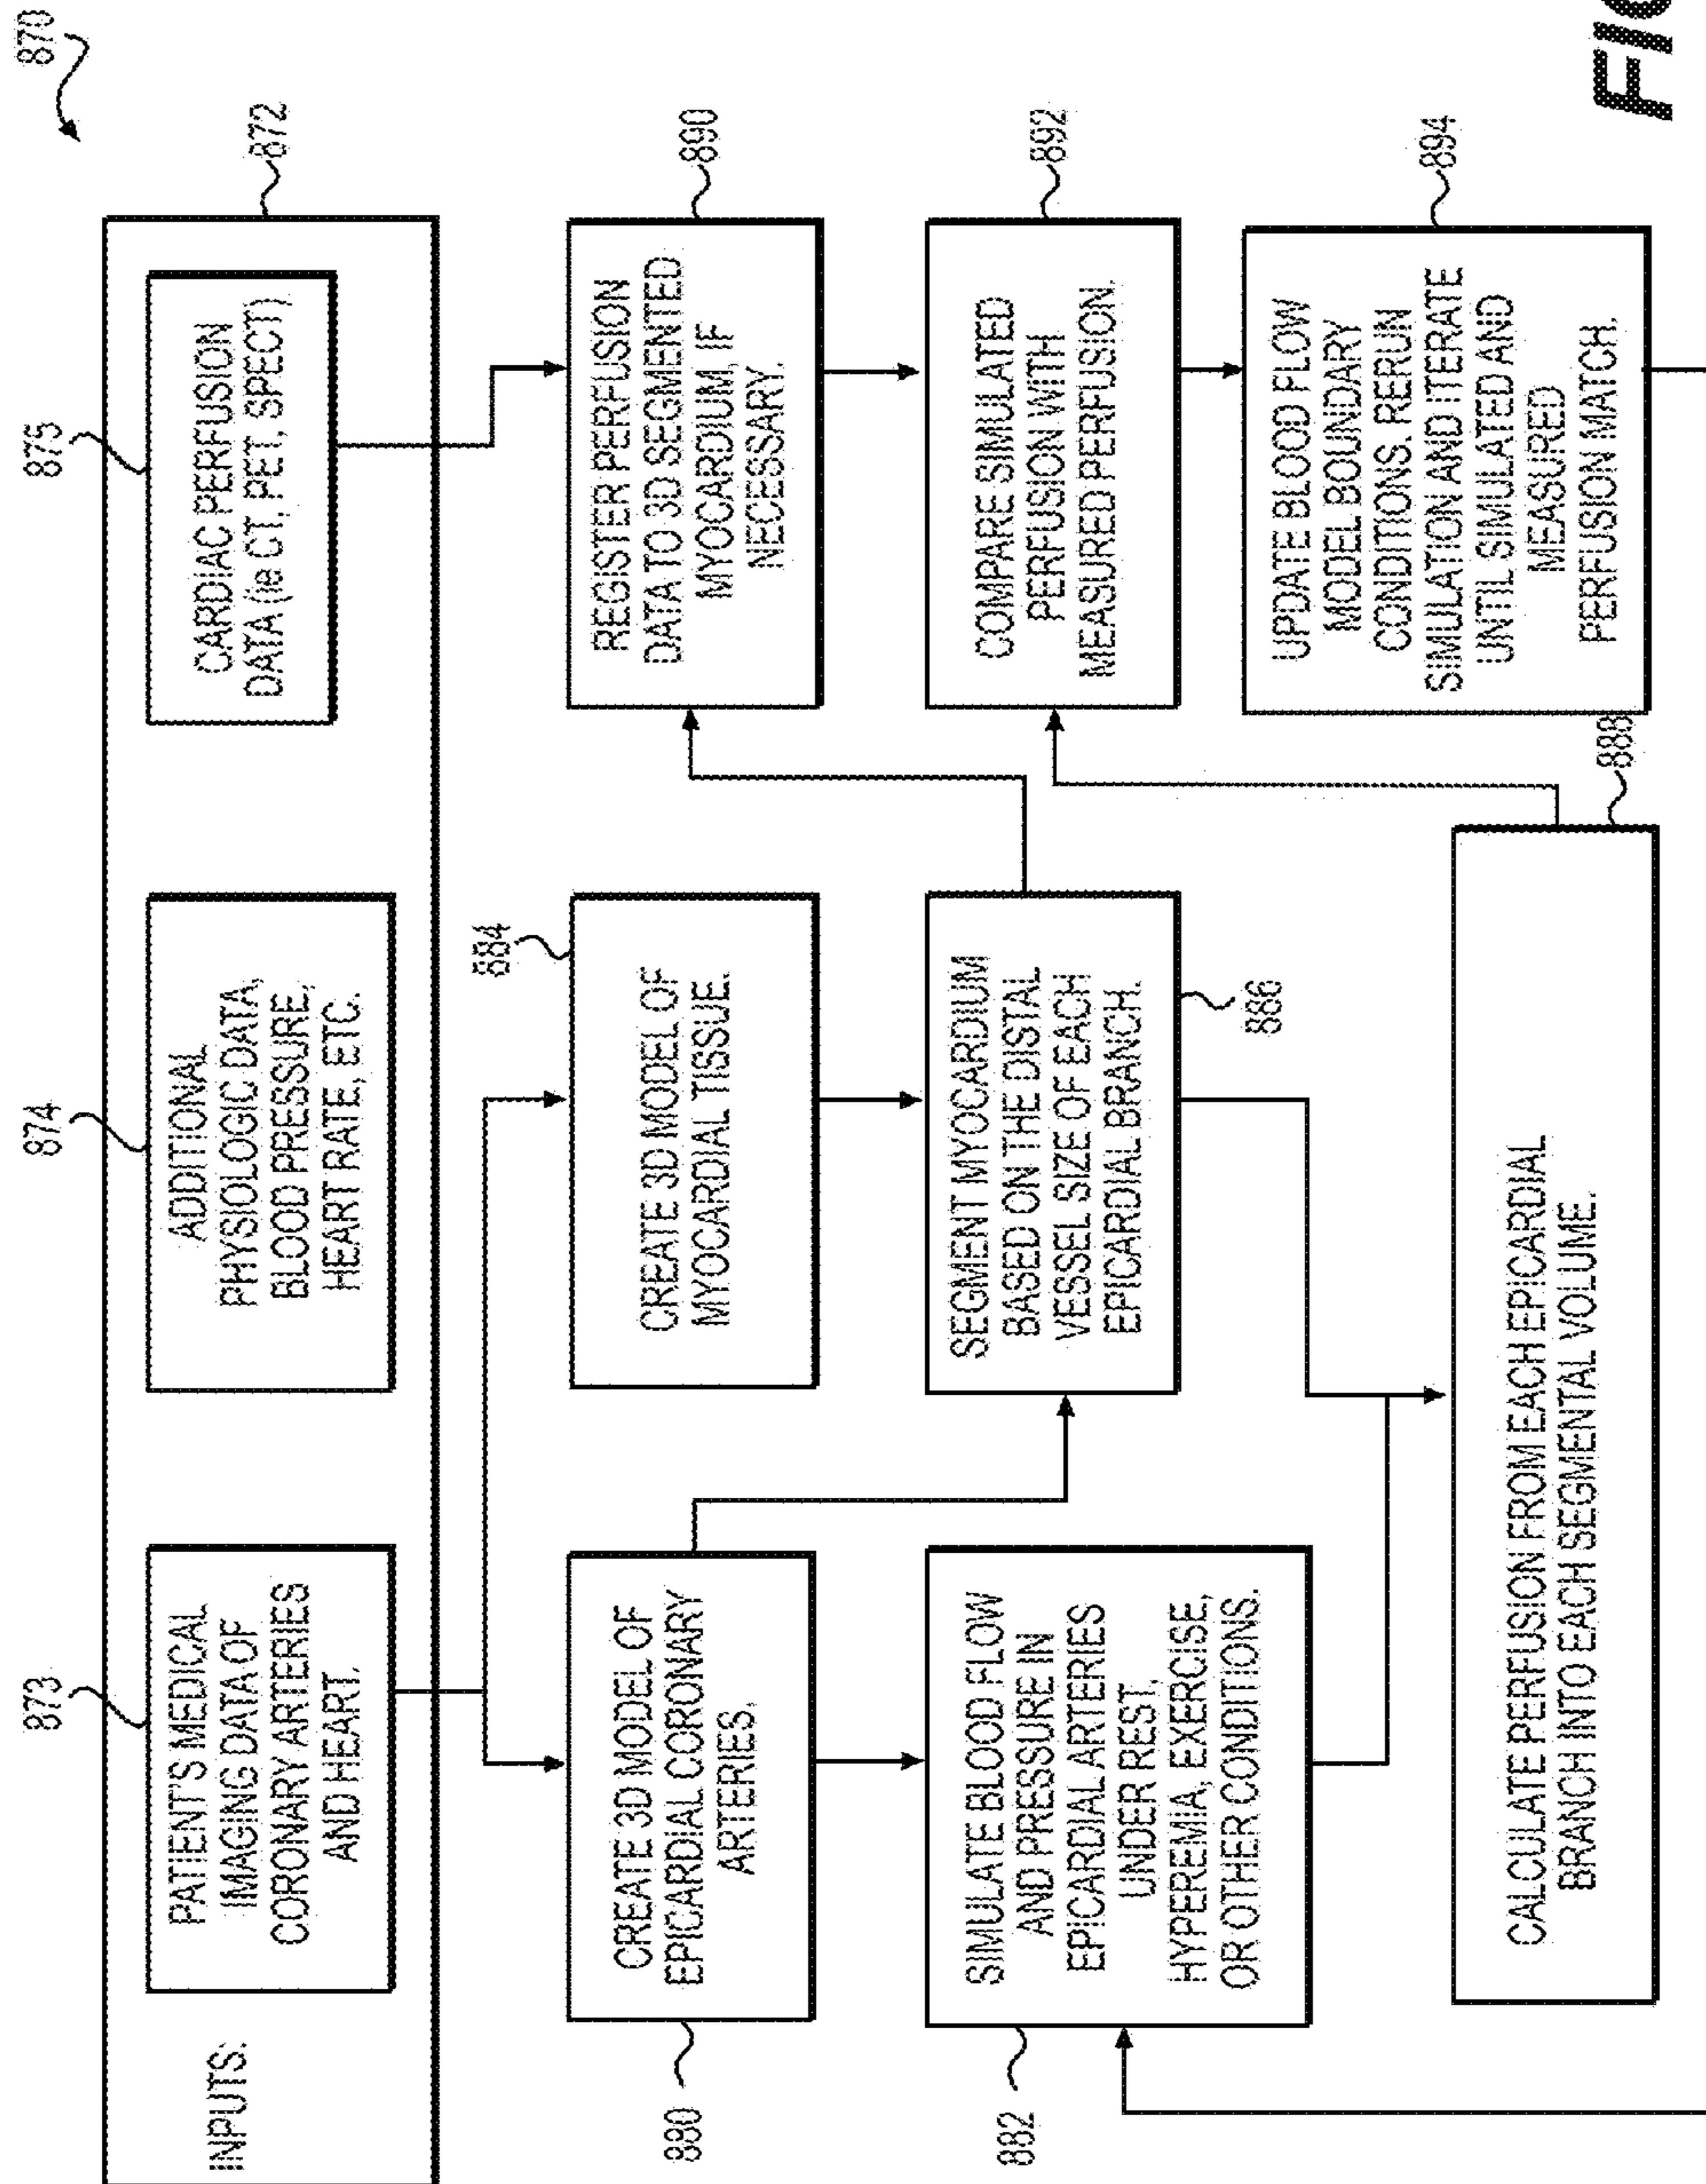 870
872
INPUTS:
873
PATIENT'S MEDICAL
IMAGING DATA OF
CORONARY ARTERIES
AND HEART.
874
ADDITIONAL
PHYSIOLOGIC DATA,
BLOOD PRESSURE,
HEART RATE, ETC.
875
CARDIAC PERFUSION
DATA (ie CT, PET, SPECT).
880
CREATE 3D MODEL OF
EPICARDIAL CORONARY
ARTERIES.
884
CREATE 3D MODEL OF
MYOCARDIAL TISSUE.
890
REGISTER PERFUSION
DATA TO 3D SEGMENTED
MYOCARDIUM, IF
NECESSARY.
882
SIMULATE BLOOD FLOW
AND PRESSURE IN
EPICARDIAL ARTERIES
UNDER REST,
HYPEREMIA, EXERCISE,
OR OTHER CONDITIONS.
886
SEGMENT MYOCARDIUM
BASED ON THE DISTAL
VESSEL SIZE OF EACH
EPICARDIAL BRANCH.
892
COMPARE SIMULATED
PERFUSION WITH
MEASURED PERFUSION.
888
CALCULATE PERFUSION FROM EACH EPICARDIAL
BRANCH INTO EACH SEGMENTAL VOLUME.
894
UPDATE BLOOD FLOW
MODEL BOUNDARY
CONDITIONS. RERUN
SIMULATION AND ITERATE
UNTIL SIMULATED AND
MEASURED
PERFUSION MATCH.